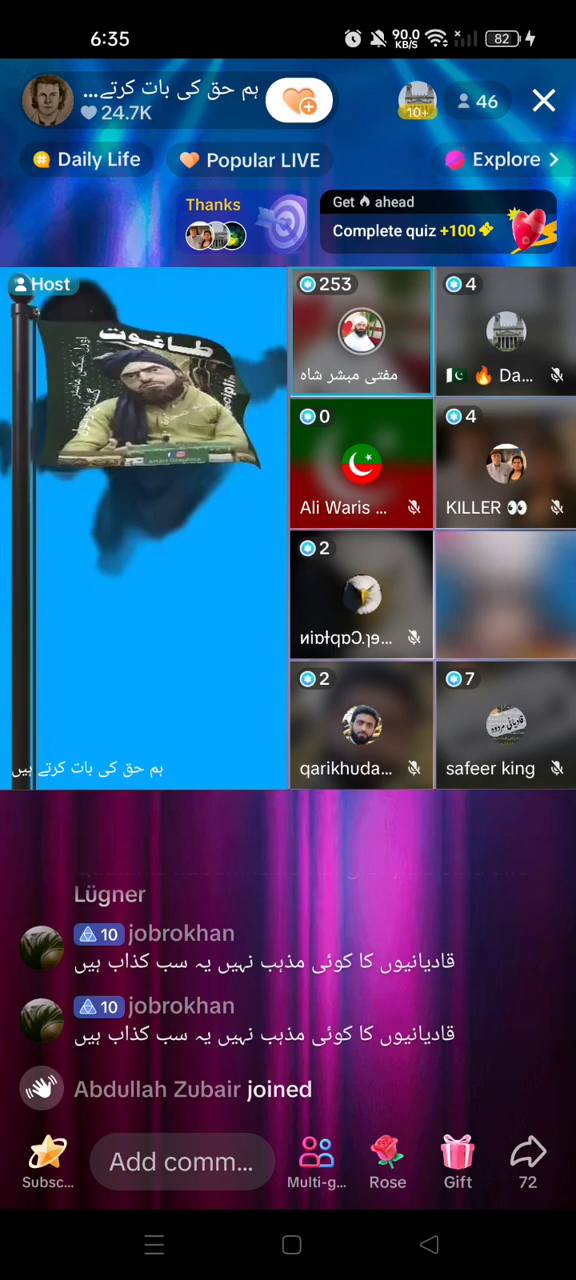 6:35
90.0
KB/S
82
ہم حق کی بات کرتے...
24.7K
10+
46
Daily Life
Popular LIVE
Explore
Thanks
Get ahead
Complete quiz +100
Host
طاغوت
253
مفتی مبشر شاہ
4
Da...
0
Ali Waris ...
4
KILLER
2
2
qarikhuda...
7
قادیانی مردود
safeer king
ہم حق کی بات کرتے ہیں
Lügner
10 jobrokhan
قادیانیوں کا کوئی مذہب نہیں یہ سب کذاب ہیں
10 jobrokhan
قادیانیوں کا کوئی مذہب نہیں یہ سب کذاب ہیں
Abdullah Zubair joined
Add comm...
Subsc...
Multi-g...
Rose
Gift
72